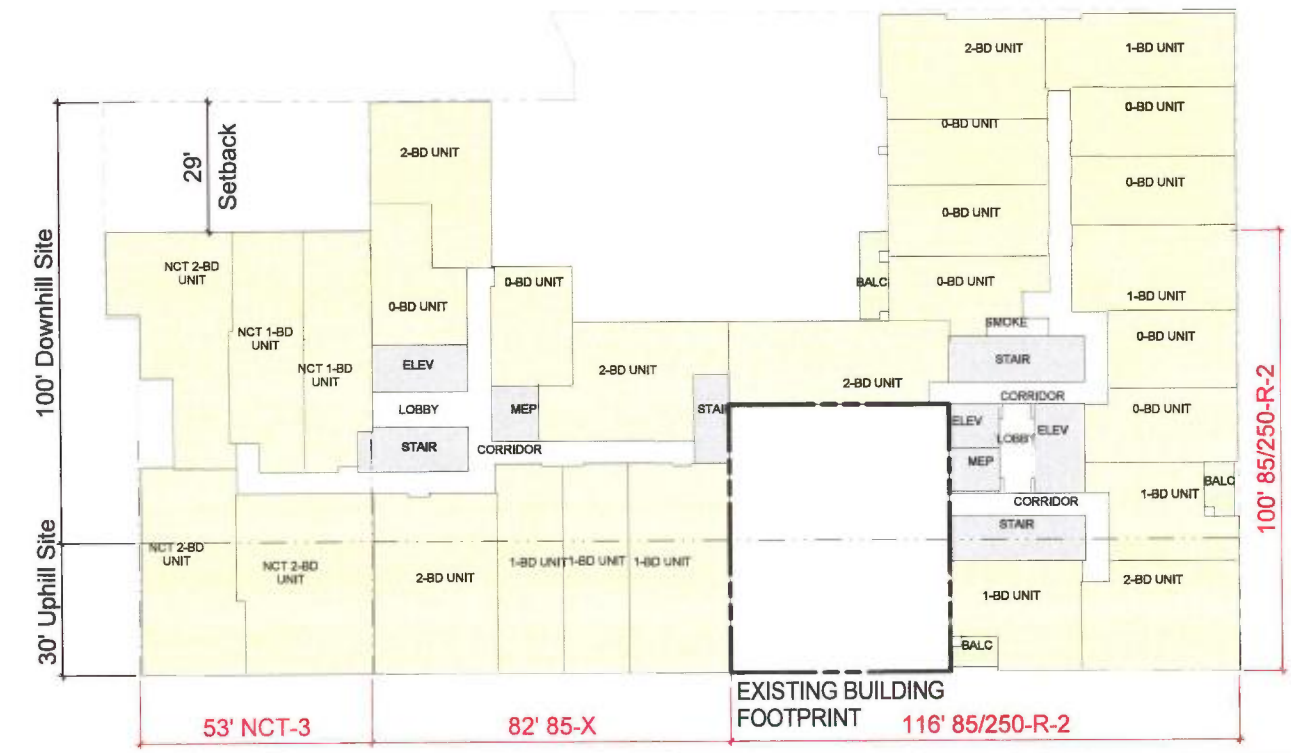 2-BD UNIT
1-BD UNIT
0-BD UNIT
0-BD UNIT
29'
Setback
2-BD UNIT
0-BD UNIT
0-BD UNIT
100' Downhill Site
NCT 2-BD
UNIT
NCT 1-BD
UNIT
NCT 1-BD
UNIT
0-BD UNIT
0-BD UNIT
BALC
0-BD UNIT
1-BD UNIT
SMOKE
0-BD UNIT
ELEV
2-BD UNIT
2-BD UNIT
STAIR
CORRIDOR
LOBBY
MEP
STAI
0-BD UNIT
ELEV
LOBBY
ELEV
STAIR
CORRIDOR
MEP
1-BD UNIT
BALC
CORRIDOR
STAIR
100' 85/250-R-2
30' Uphill Site
NCT 2-BD
UNIT
NCT 2-BD
UNIT
2-BD UNIT
1-BD UNIT
1-BD UNIT
1-BD UNIT
1-BD UNIT
2-BD UNIT
BALC
EXISTING BUILDING
FOOTPRINT
53' NCT-3
82' 85-X
116' 85/250-R-2